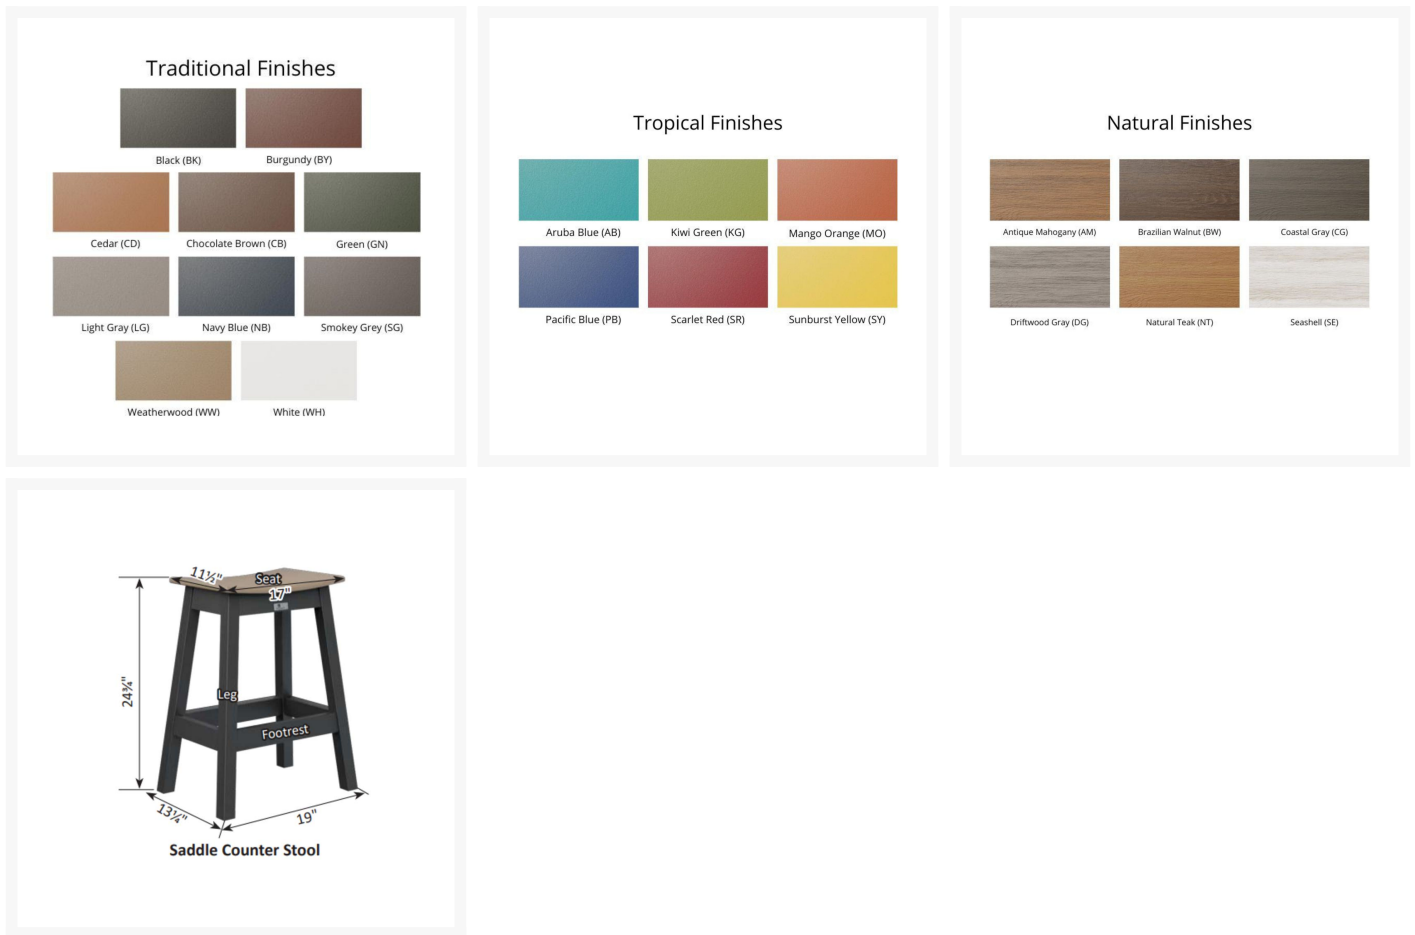 Traditional Finishes
Black (BK)
Burgundy (BY)
Cedar (CD)
Chocolate Brown (CB)
Green (GN)
Light Gray (LG)
Navy Blue (NB)
Smokey Grey (SG)
Weatherwood (WW)
White (WH)
Tropical Finishes
Aruba Blue (AB)
Kiwi Green (KG)
Mango Orange (MO)
Pacific Blue (PB)
Scarlet Red (SR)
Sunburst Yellow (SY)
Natural Finishes
Antique Mahogany (AM)
Brazilian Walnut (BW)
Coastal Gray (CG)
Driftwood Gray (DG)
Natural Teak (NT)
Seashell (SE)
11½"
Seat
17"
24¾"
Leg
Footrest
13¼"
19"
Saddle Counter Stool